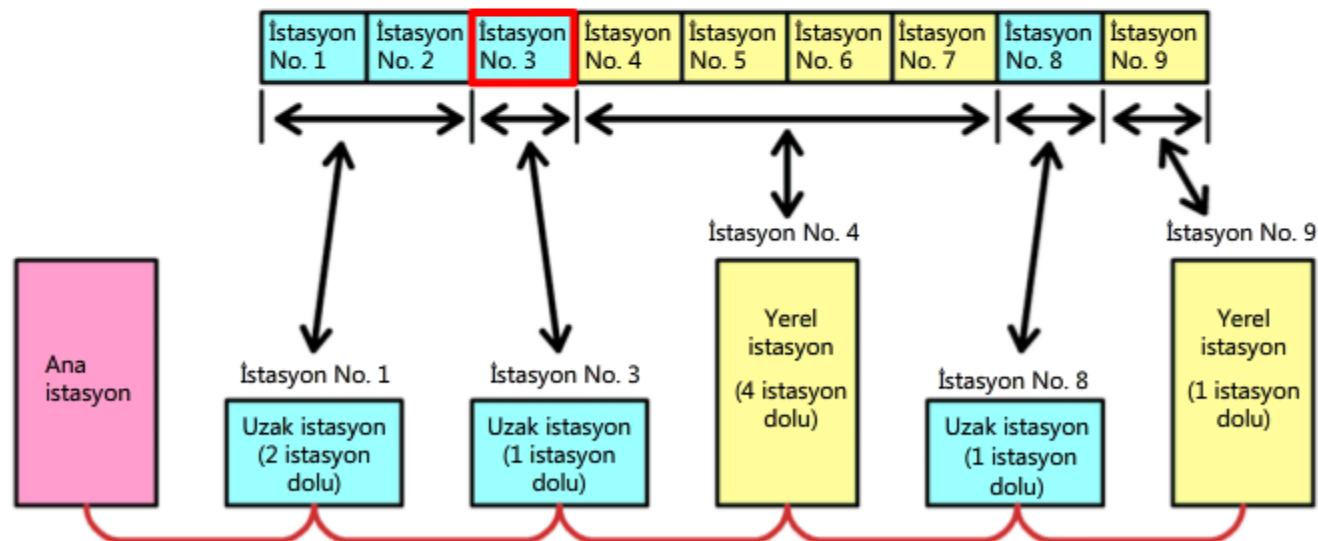 İstasyon No. 1
İstasyon No. 2
İstasyon No. 3
İstasyon No. 4
İstasyon No. 5
İstasyon No. 6
İstasyon No. 7
İstasyon No. 8
İstasyon No. 9
İstasyon No. 4
İstasyon No. 9
Ana
istasyon
İstasyon No. 1
Uzak istasyon
(2 istasyon
dolu)
İstasyon No. 3
Uzak istasyon
(1 istasyon
dolu)
Yerel
istasyon
(4 istasyon
dolu)
İstasyon No. 8
Uzak istasyon
(1 istasyon
dolu)
Yerel
istasyon
(1 istasyon
dolu)